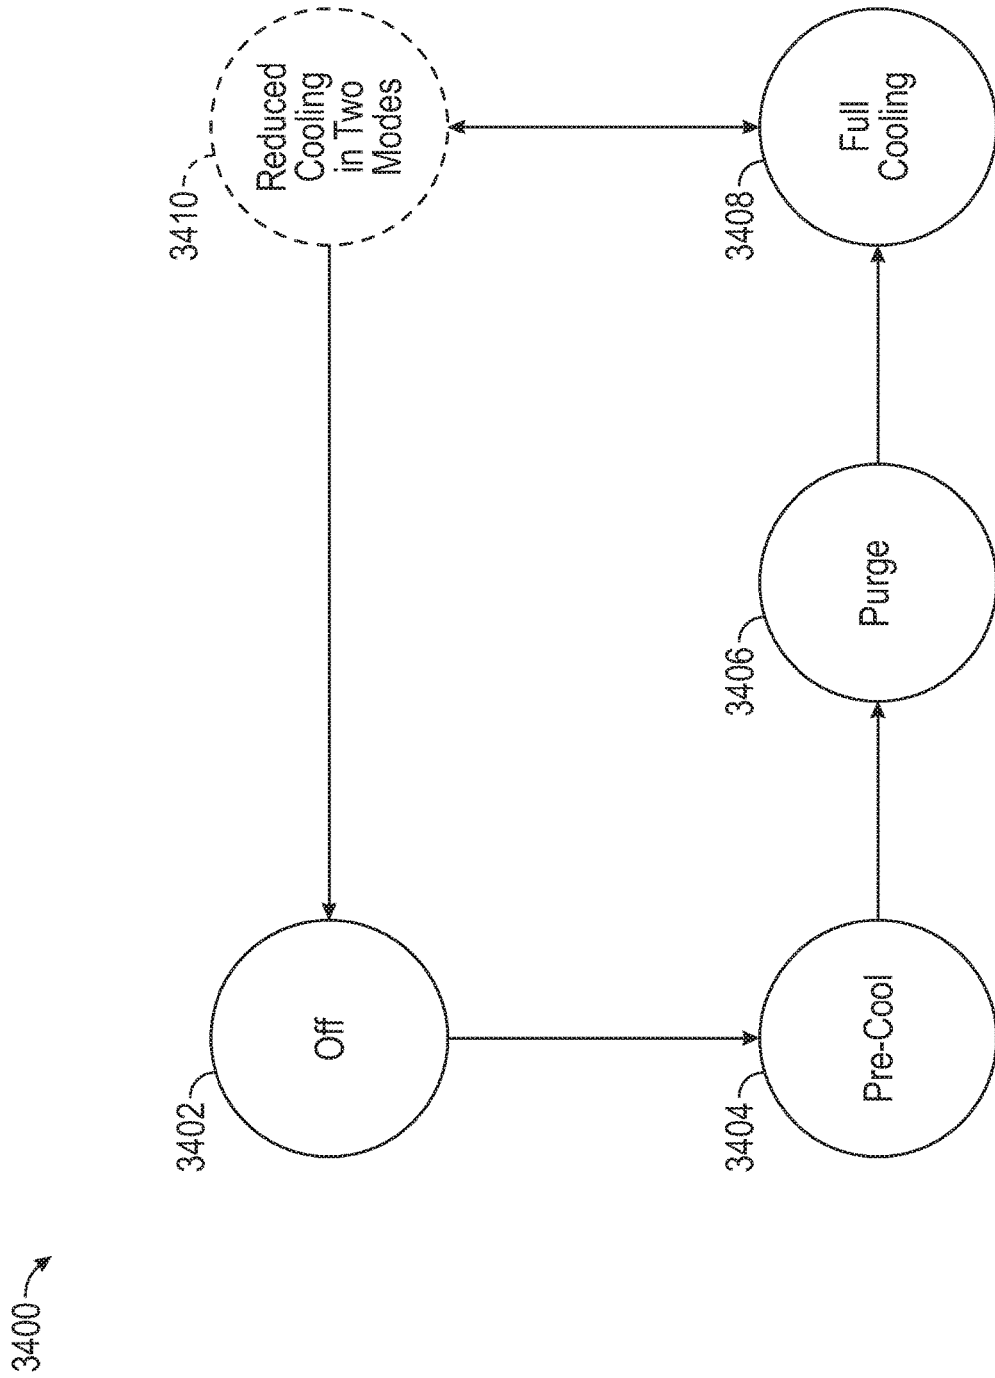 3400
3402
Off
3404
Pre-Cool
3406
Purge
3408
Full
Cooling
3410
Reduced
Cooling
in Two
Modes